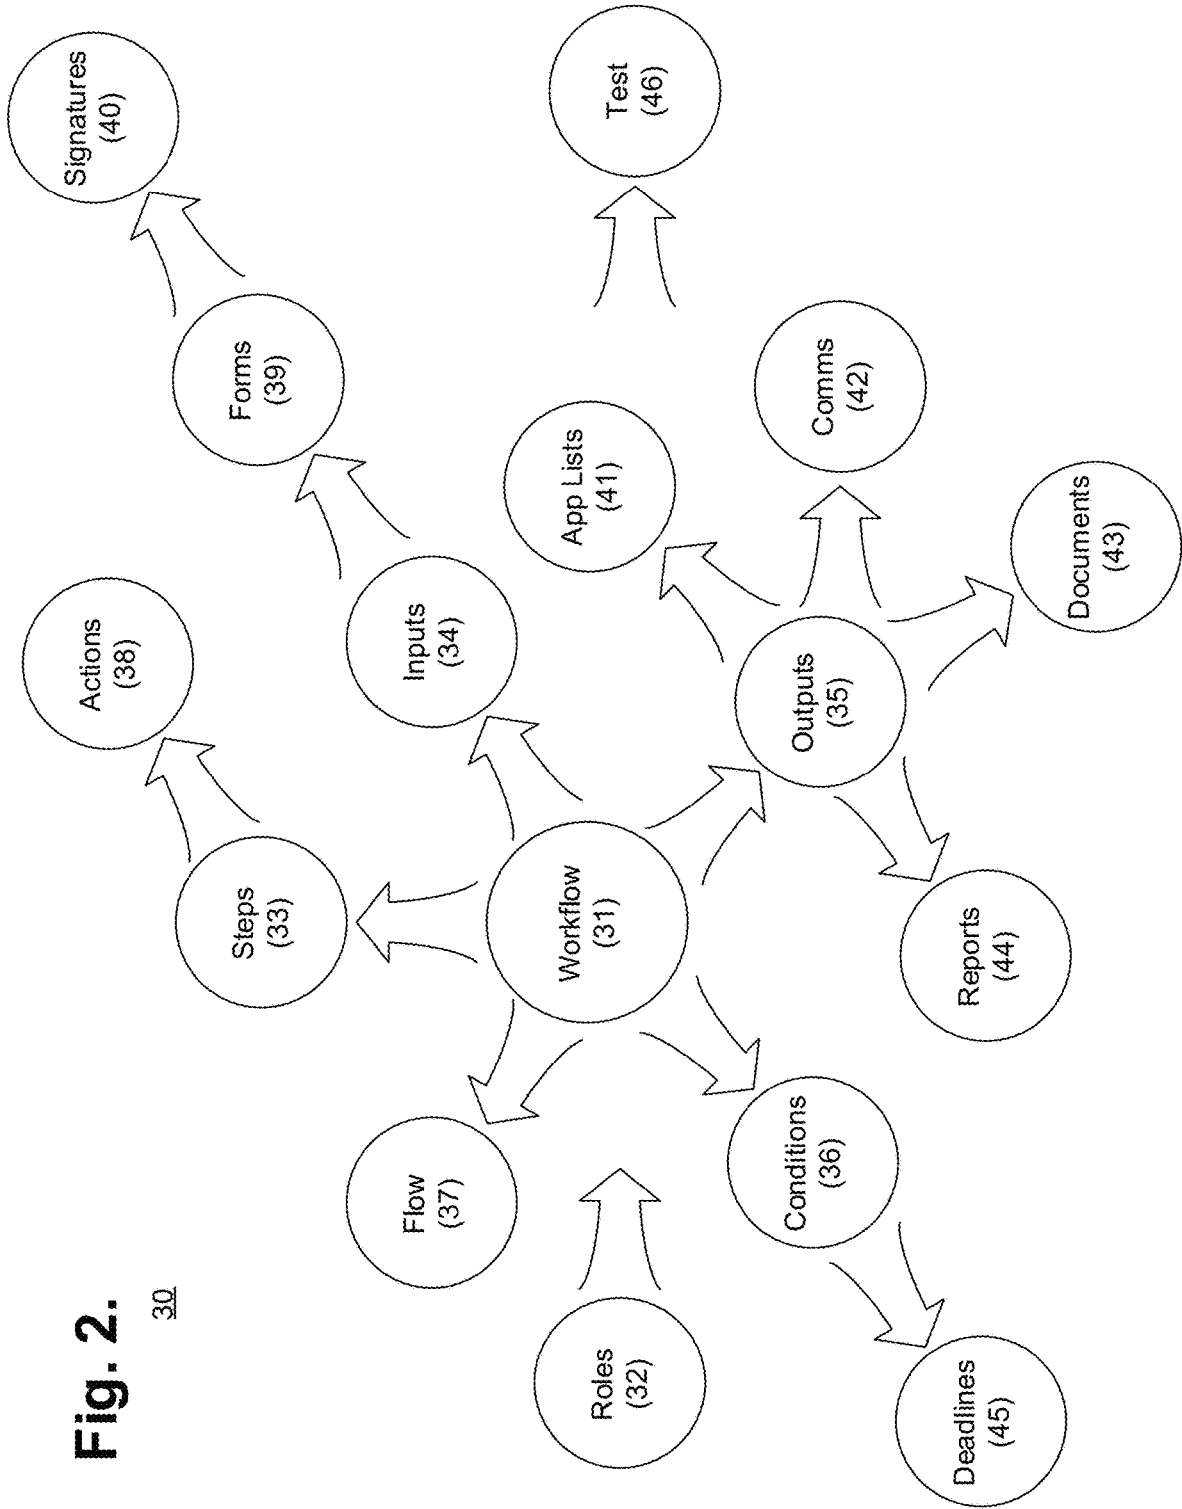 Fig. 2.
30
Actions
(38)
Signatures
(40)
Steps
(33)
Forms
(39)
Flow
(37)
Inputs
(34)
Roles
(32)
Workflow
(31)
App Lists
(41)
Test
(46)
Conditions
(36)
Outputs
(35)
Comms
(42)
Deadlines
(45)
Reports
(44)
Documents
(43)